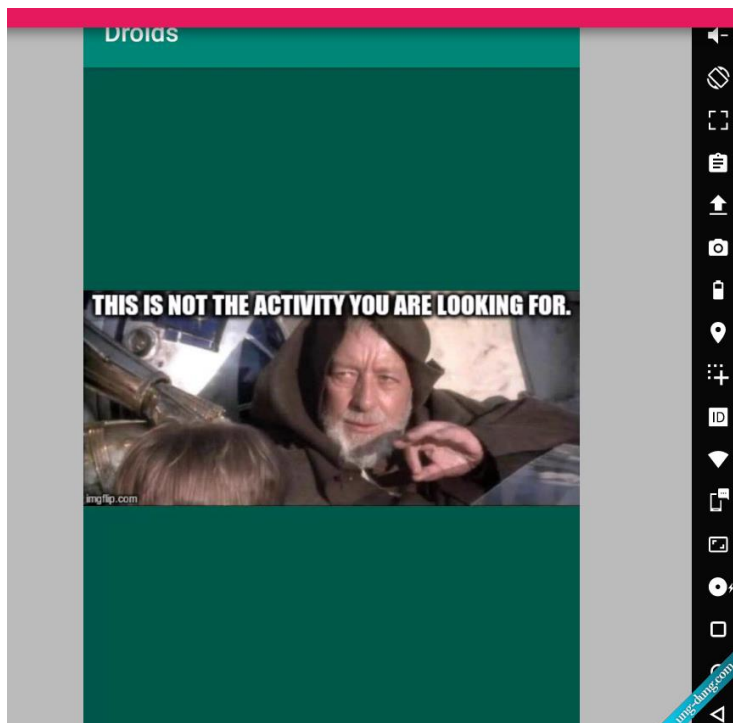 Droids
THIS IS NOT THE ACTIVITY YOU ARE LOOKING FOR.
imgflip.com
ID
ung-dung.com